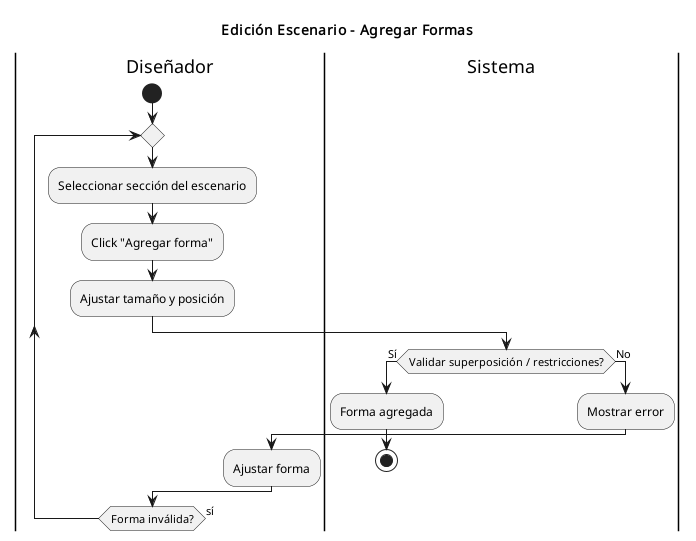 Edición Escenario - Agregar Formas
Diseñador
Sistema
Seleccionar sección del escenario
Click "Agregar forma"
Ajustar tamaño y posición
Sí
Validar superposición / restricciones?
No
Forma agregada
Mostrar error
Ajustar forma
Forma inválida?
sí